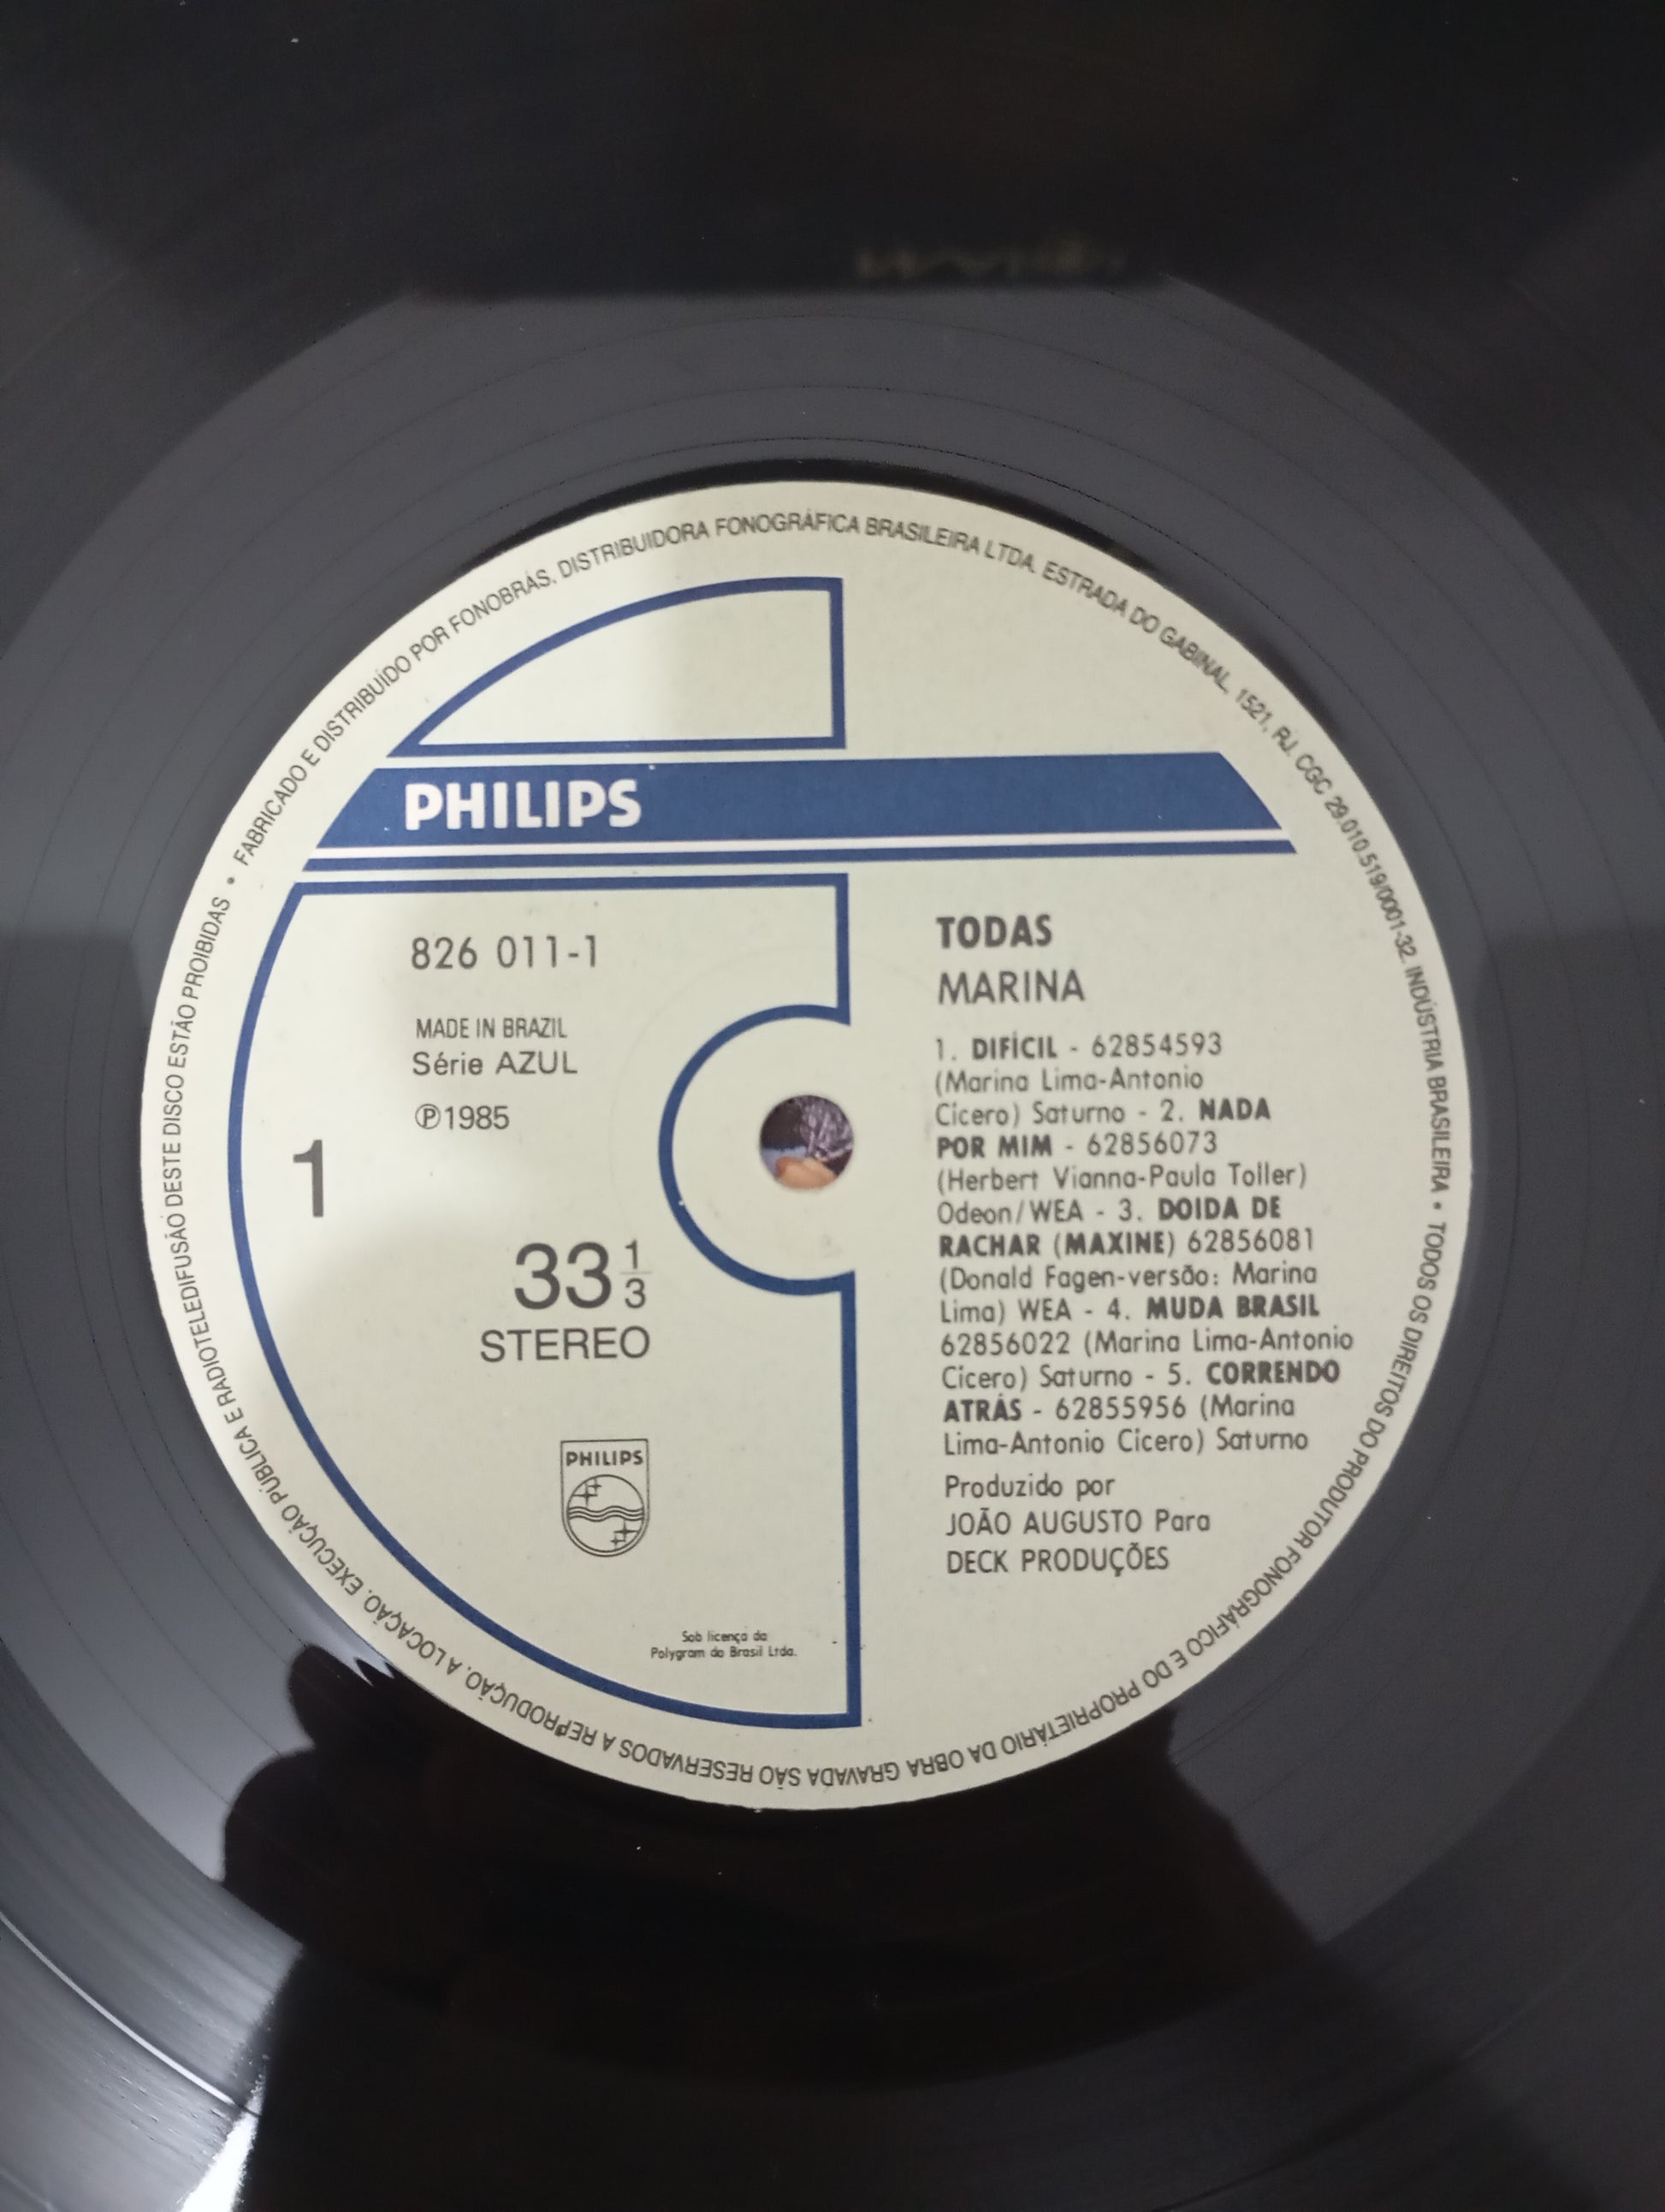 FABRICADO E DISTRIBUÍDO POR FONOBRÁS. DISTRIBUIDORA FONOGRÁFICA BRASILEIRA LTDA. ESTRADA DO GABINAL, 1521, RJ. CGC 29.010.519/0001-32. INDÚSTRIA BRASILEIRA • TODOS OS DIREITOS DO PRODUTOR FONOGRÁFICO E DO PROPRIETÁRIO DA OBRA GRAVADA SÃO RESERVADOS A REPRODUÇÃO. A LOCAÇÃO. EXECUÇÃO PÚBLICA E RADIOTELEDIFUSÃO DESTE DISCO ESTÃO PROIBIDAS •
PHILIPS
826 011-1
MADE IN BRAZIL
Série AZUL
℗1985
1
33 1/3
STEREO
PHILIPS
Sob licença da
Polygram do Brasil Ltda.
TODAS
MARINA
1. DIFÍCIL - 62854593
(Marina Lima-Antonio
Cícero) Saturno - 2. NADA
POR MIM - 62856073
(Herbert Vianna-Paula Toller)
Odeon/WEA - 3. DOIDA DE
RACHAR (MAXINE) 62856081
(Donald Fagen-versão: Marina
Lima) WEA - 4. MUDA BRASIL
62856022 (Marina Lima-Antonio
Cícero) Saturno - 5. CORRENDO
ATRÁS - 62855956 (Marina
Lima-Antonio Cícero) Saturno
Produzido por
JOÃO AUGUSTO Para
DECK PRODUÇÕES